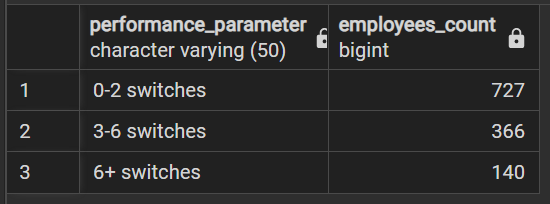 performance_parameter employees_count
character varying (50) bigint
1 0-2 switches 727
2 3-6 switches 366
3 6+ switches 140